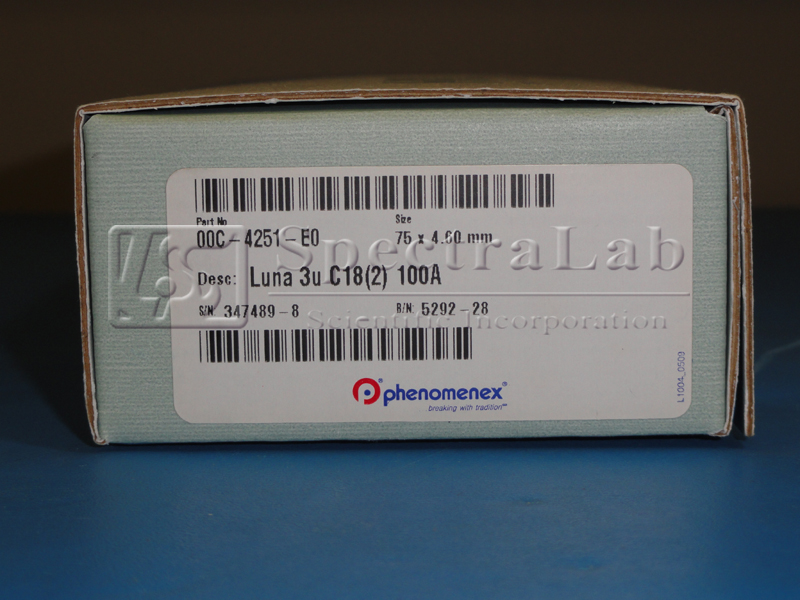 Part No
Size
00C-4251-E0
75 x 4.60 mm
Desc: Luna 3u C18(2) 100A
S/N: 347489-8
B/N: 5292-28
phenomenex®
breaking with tradition™
L1004_0509
SpectraLab
Scientific Incorporation